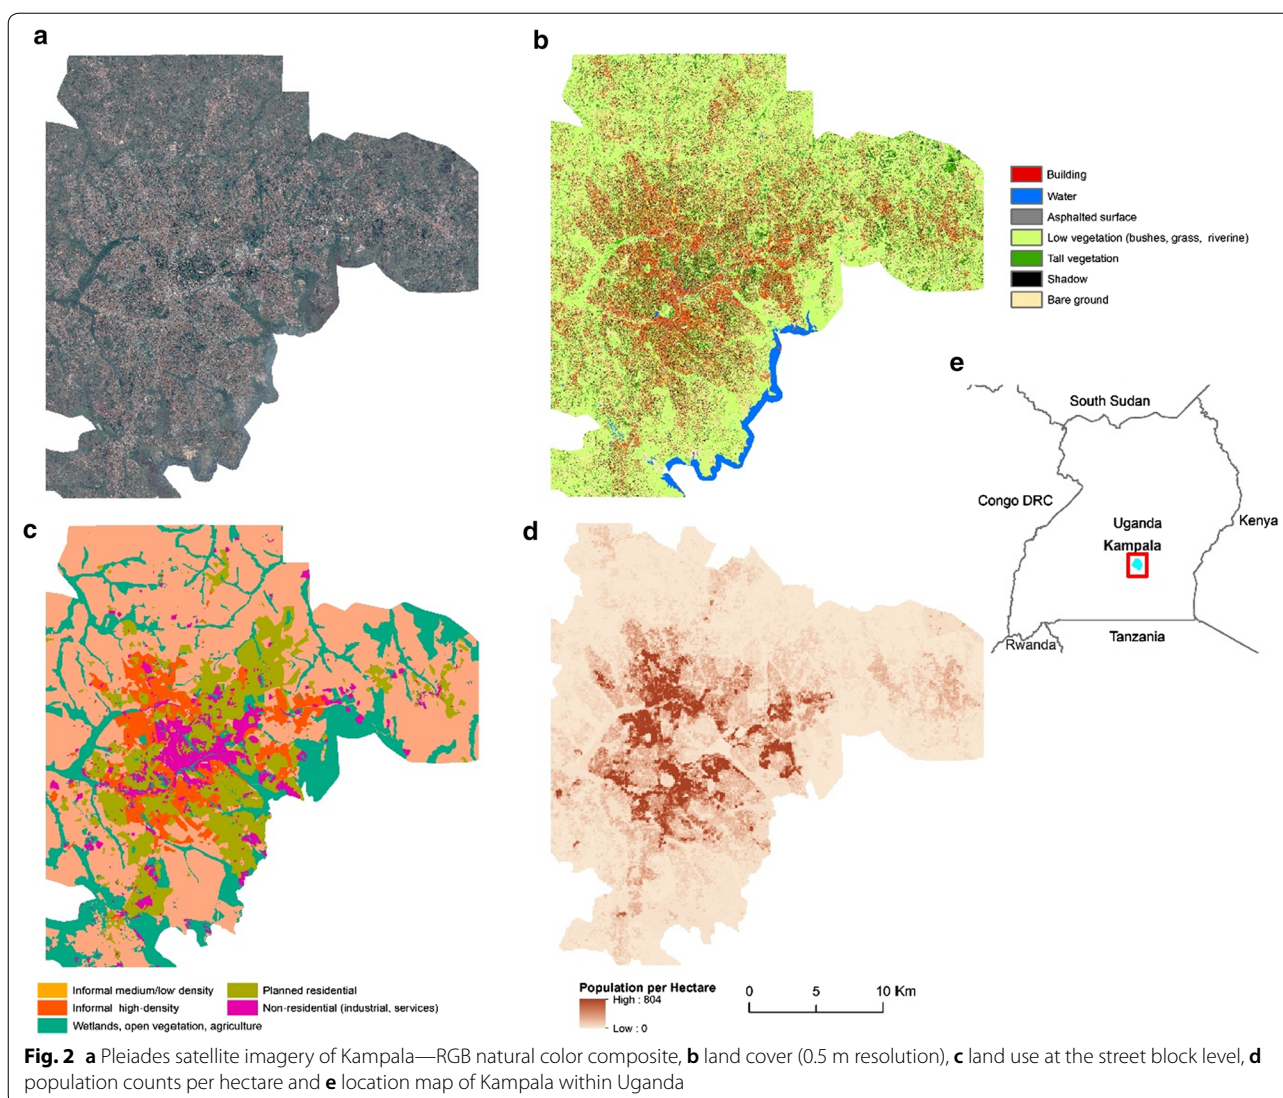 a
b
Building
Water
Asphalted surface
Low vegetation (bushes, grass, riverine)
Tall vegetation
Shadow
Bare ground
e
South Sudan
Congo DRC
Uganda
Kenya
Kampala
Tanzania
Rwanda
c
d
Informal medium/low density
Planned residential
Informal high-density
Non-residential (industrial, services)
Wetlands, open vegetation, agriculture
Population per Hectare
High : 804
Low : 0
0 5 10 Km
Fig. 2 a Pleiades satellite imagery of Kampala—RGB natural color composite, b land cover (0.5 m resolution), c land use at the street block level, d
population counts per hectare and e location map of Kampala within Uganda